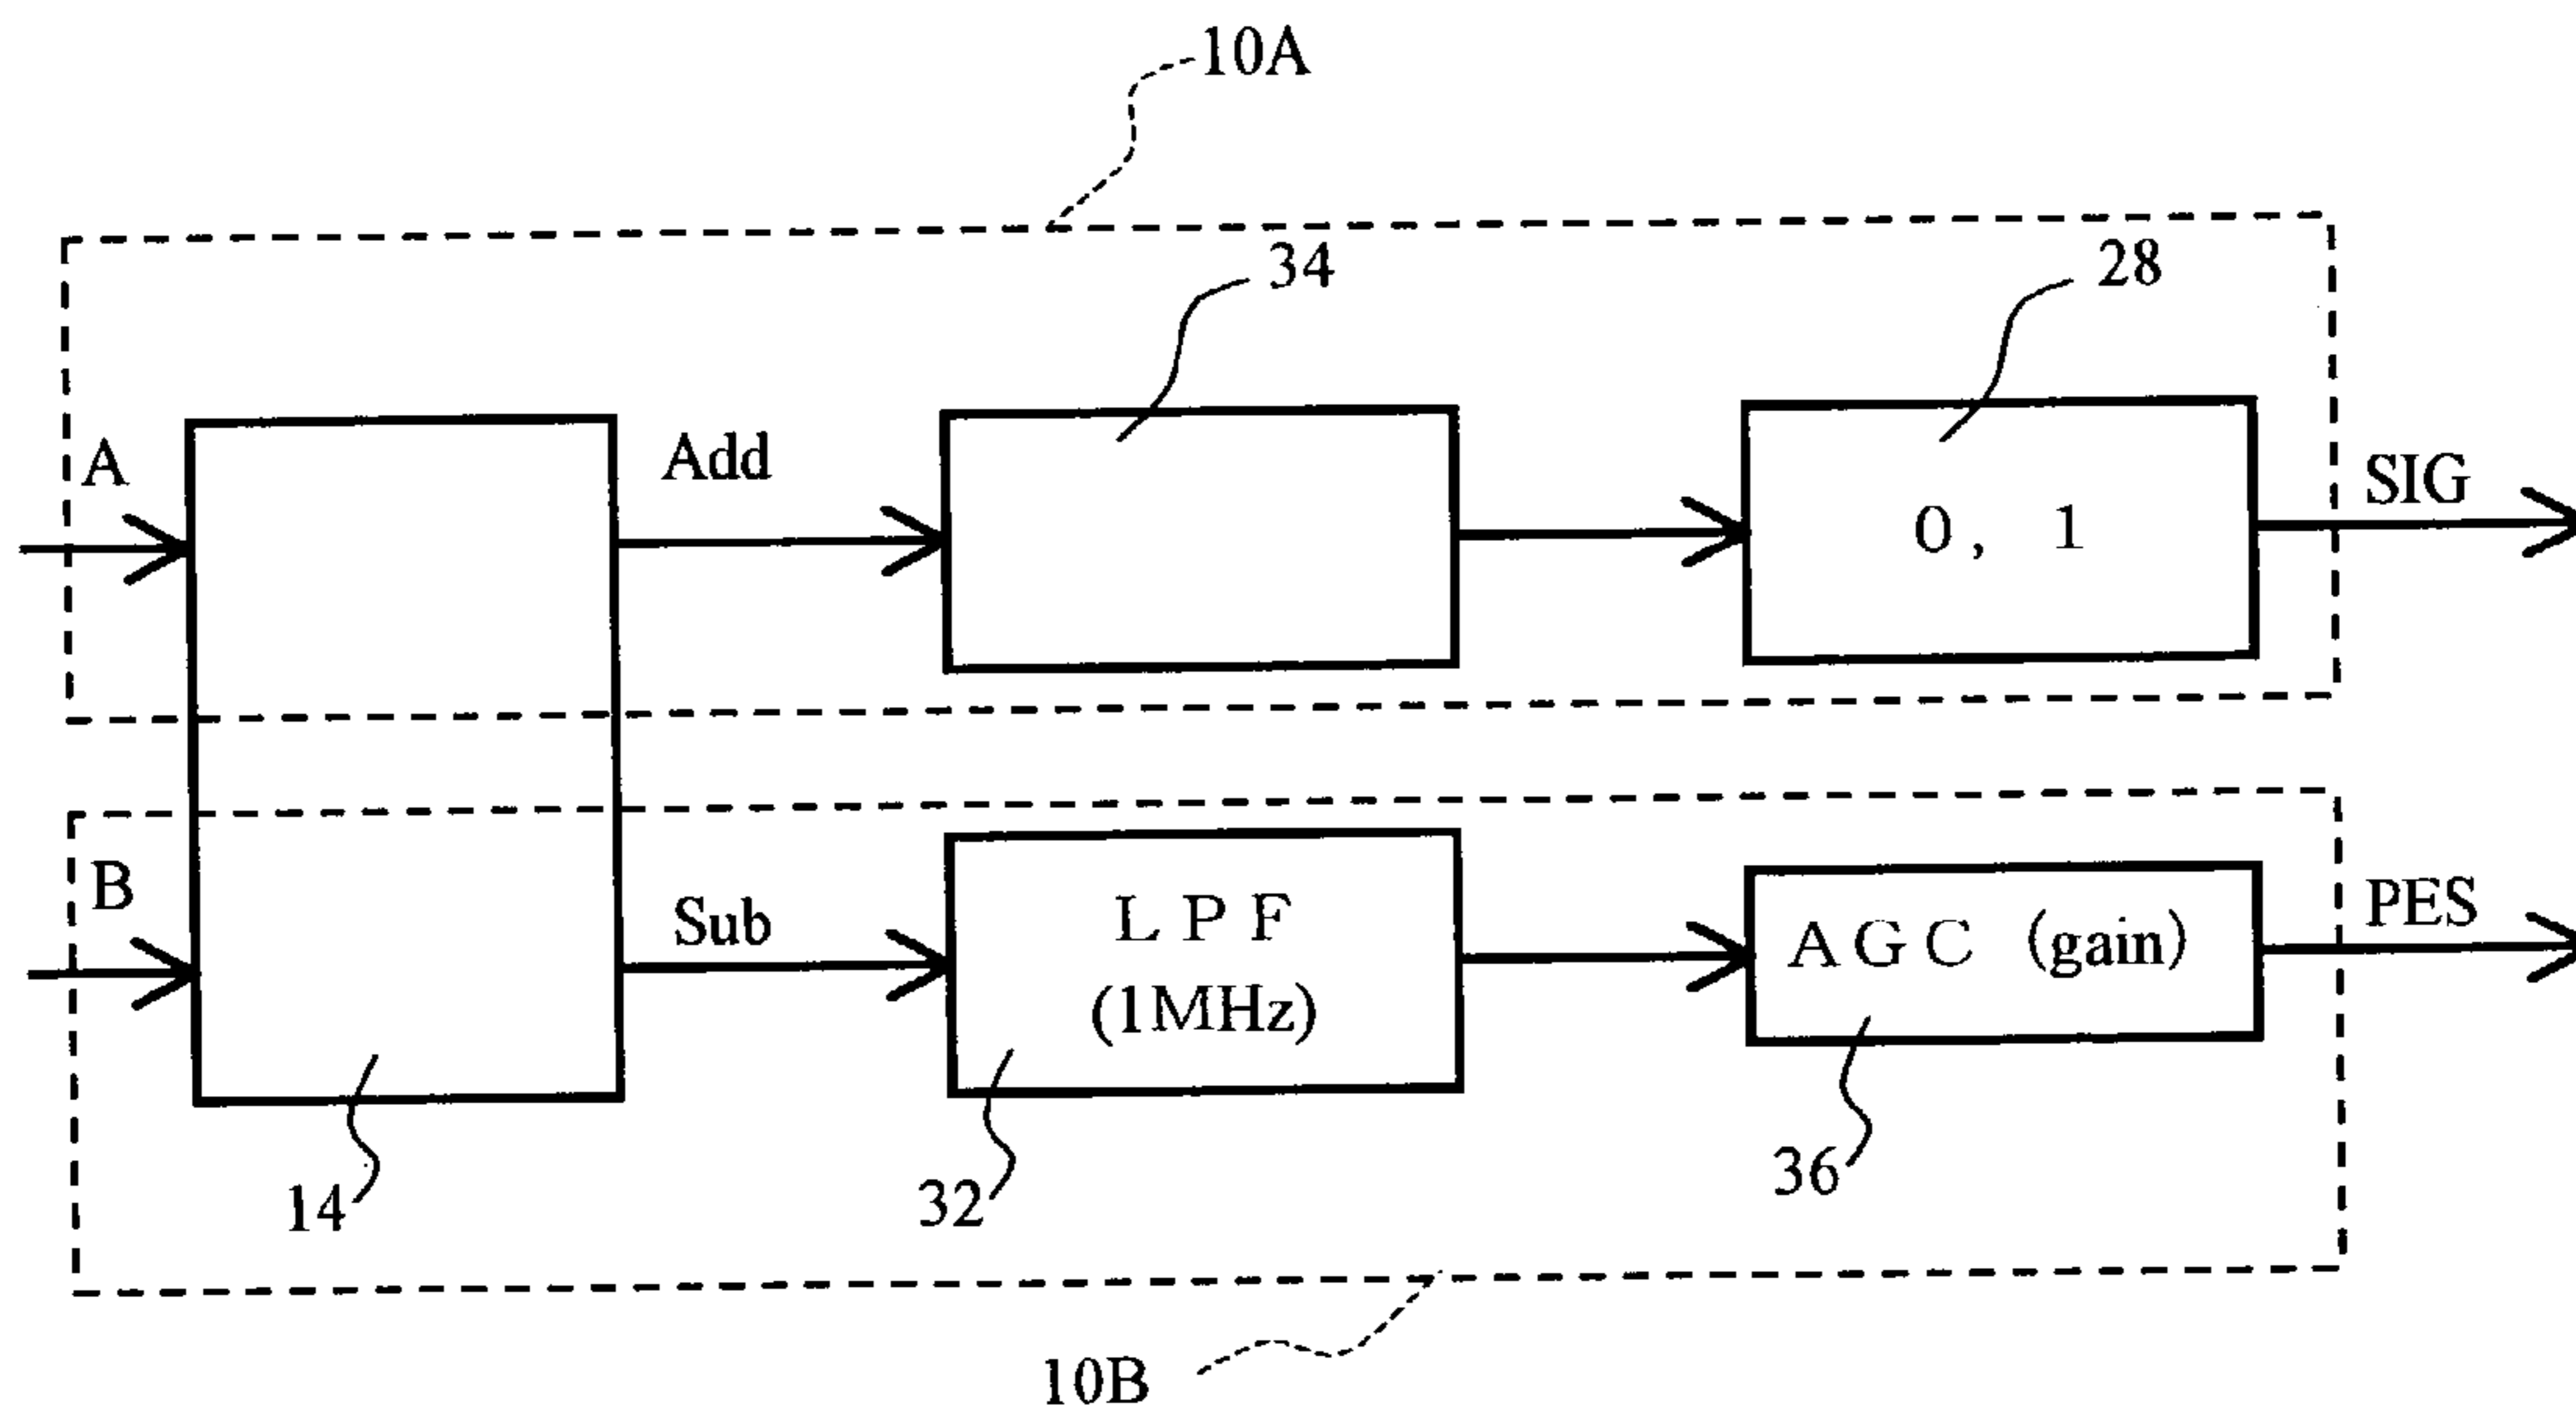 10A
34
28
A
Add
0, 1
SIG
B
Sub
LPF
(1MHz)
AGC (gain)
PES
14
32
36
10B